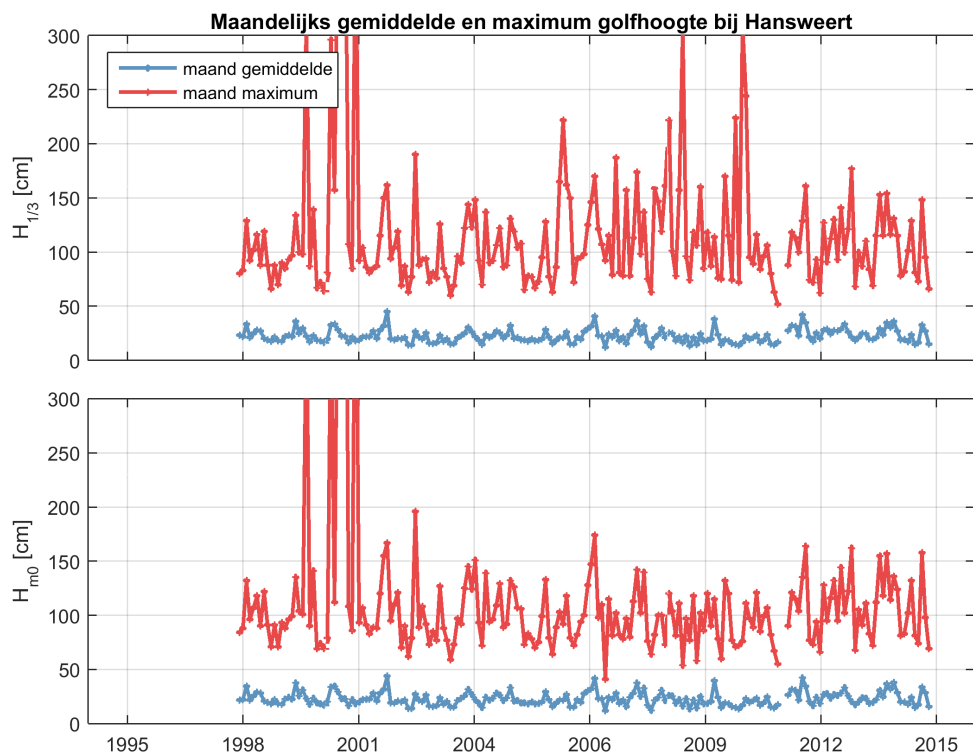 Maandelijks gemiddelde en maximum golfhoogte bij Hansweert
300
maand gemiddelde
maand maximum
250
200
150
100
50
0
H1/3 [cm]
300
250
200
150
100
50
0
Hm0 [cm]
1995 1998 2001 2004 2006 2009 2012 2015